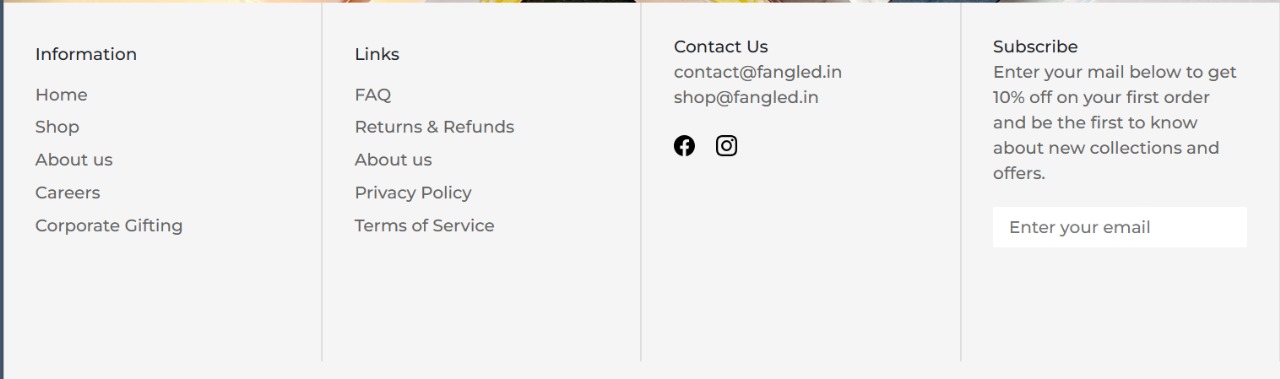 Information
Home
Shop
About us
Careers
Corporate Gifting
Links
FAQ
Returns & Refunds
About us
Privacy Policy
Terms of Service
Contact Us
contact@fangled.in
shop@fangled.in
Subscribe
Enter your mail below to get
10% off on your first order
and be the first to know
about new collections and
offers.
Enter your email